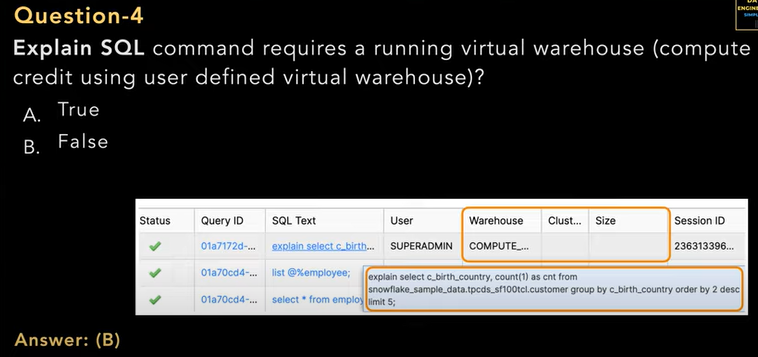 DA
ENGINE
SIMPL
Question-4
Explain SQL command requires a running virtual warehouse (compute
credit using user defined virtual warehouse)?
A. True
B. False
Status Query ID SQL Text User Warehouse Clust... Size Session ID
01a7172d-... explain select c_birth... SUPERADMIN COMPUTE_... 236313396...
01a70cd4-... list @%employee;
explain select c_birth_country, count(1) as cnt from
snowflake_sample_data.tpcds_sf100tcl.customer group by c_birth_country order by 2 desc
limit 5;
01a70cd4-... select * from employ
Answer: (B)